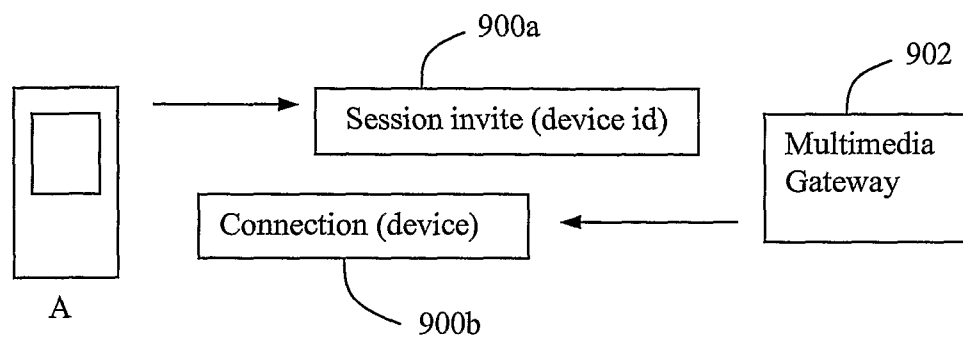 900a
902
Session invite (device id)
Multimedia
Gateway
Connection (device)
A
900b